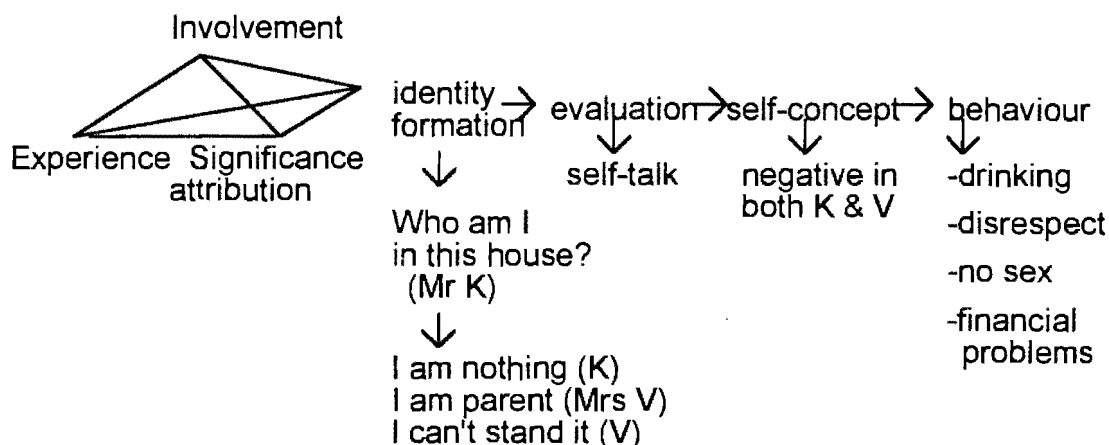 Involvement
Experience Significance
attribution
identity
formation
evaluation
self-concept
behaviour
self-talk
negative in
both K & V
-drinking
-disrespect
-no sex
-financial
problems
Who am I
in this house?
(Mr K)
I am nothing (K)
I am parent (Mrs V)
I can't stand it (V)